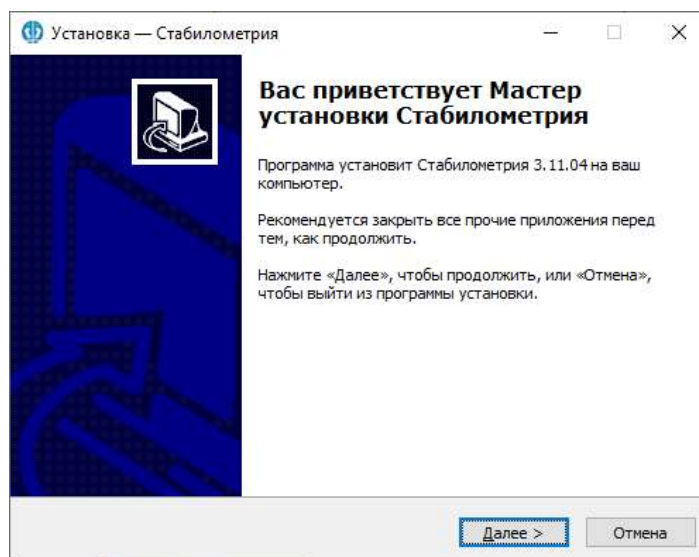 Установка — Стабилометрия
Вас приветствует Мастер
установки Стабилометрия
Программа установит Стабилометрия 3.11.04 на ваш
компьютер.
Рекомендуется закрыть все прочие приложения перед
тем, как продолжить.
Нажмите «Далее», чтобы продолжить, или «Отмена»,
чтобы выйти из программы установки.
Далее >
Отмена